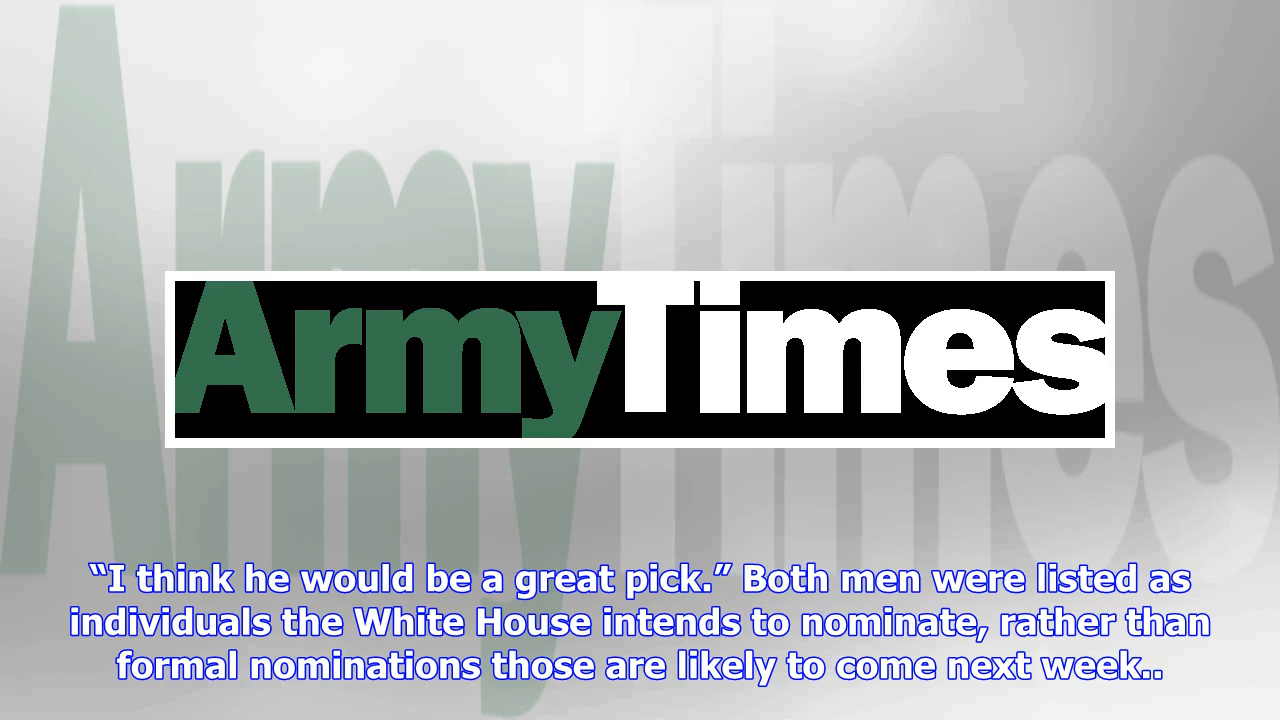 ArmyTimes
ArmyTimes
“I think he would be a great pick.” Both men were listed as
individuals the White House intends to nominate, rather than
formal nominations those are likely to come next week..